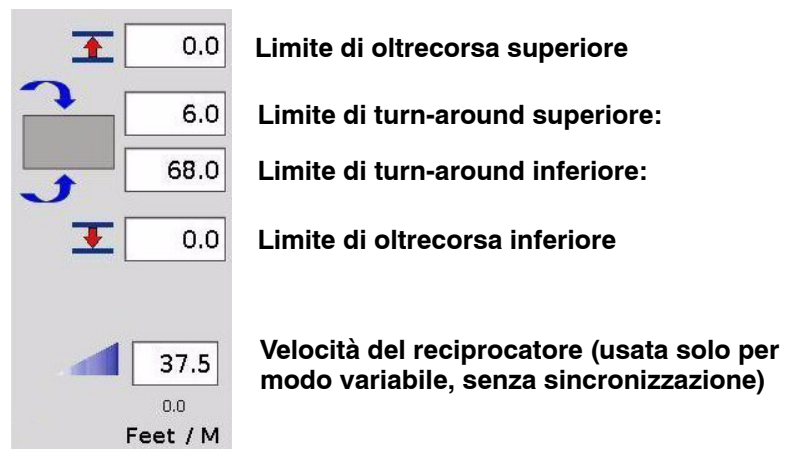 0.0 Limite di oltrecorsa superiore
6.0 Limite di turn-around superiore:
68.0 Limite di turn-around inferiore:
0.0 Limite di oltrecorsa inferiore
37.5 Velocità del reciprocatore (usata solo per
modo variabile, senza sincronizzazione)
0.0
Feet / M